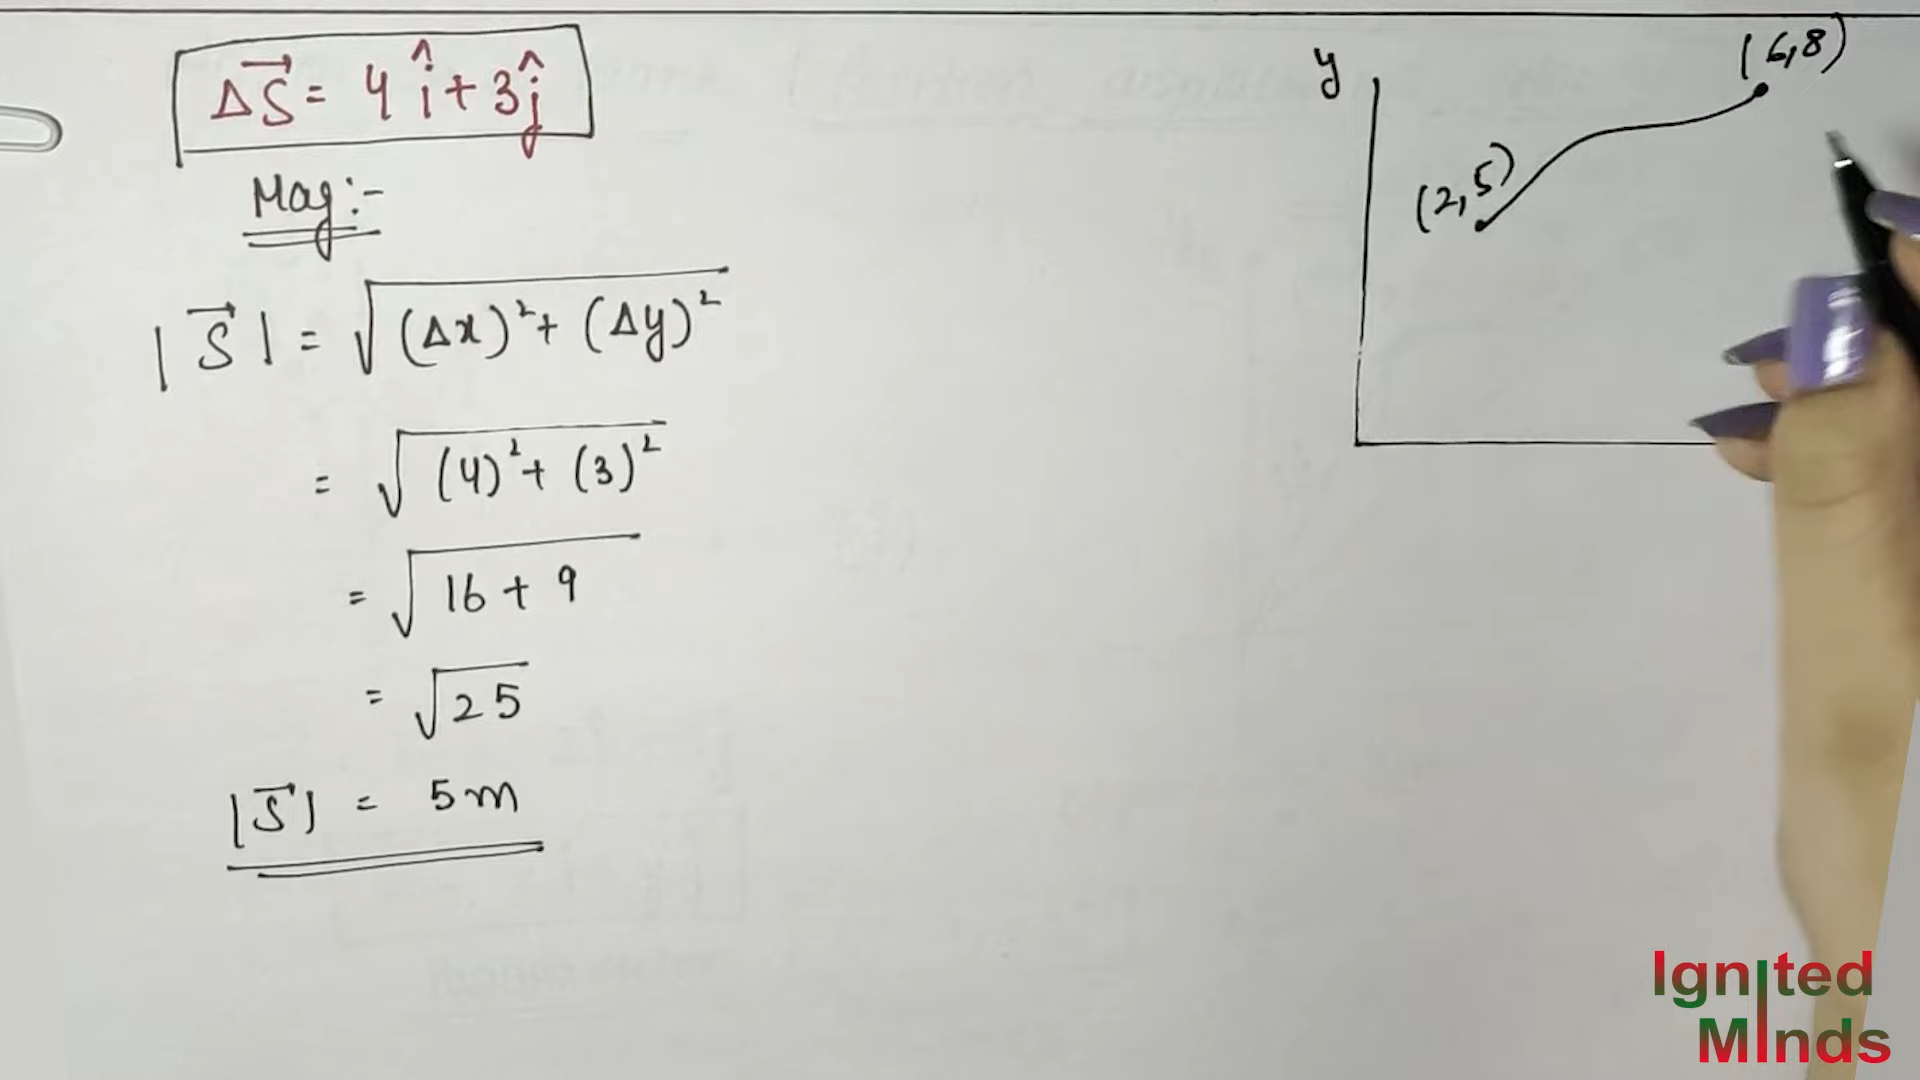 ΔS⃗ = 4î + 3ĵ
Mag:-
|S⃗| = √(Δx)² + (Δy)²
= √(4)² + (3)²
= √16 + 9
= √25
|S⃗| = 5m
y
(6,8)
(2,5)
Ignited
Minds